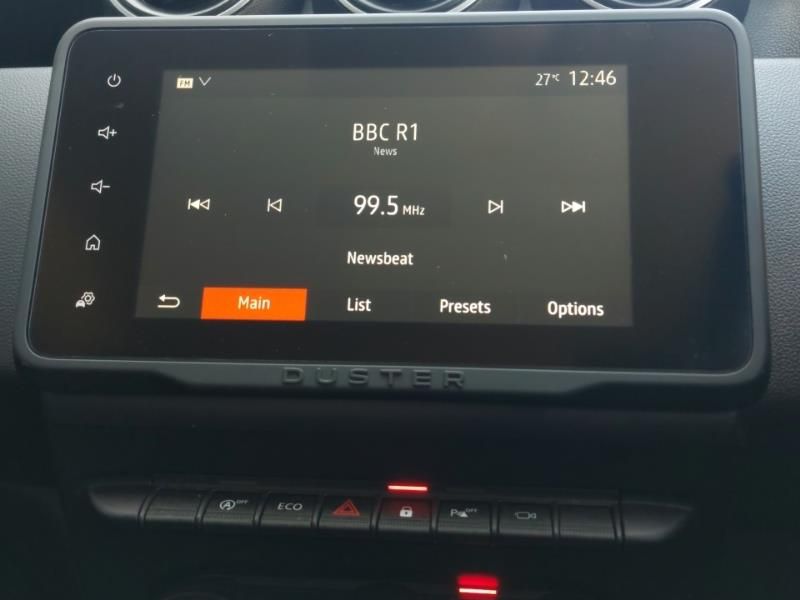 FM 27°C 12:46
BBC R1
News
99.5 MHz
Newsbeat
Main List Presets Options
DUSTER
A OFF ECO P OFF